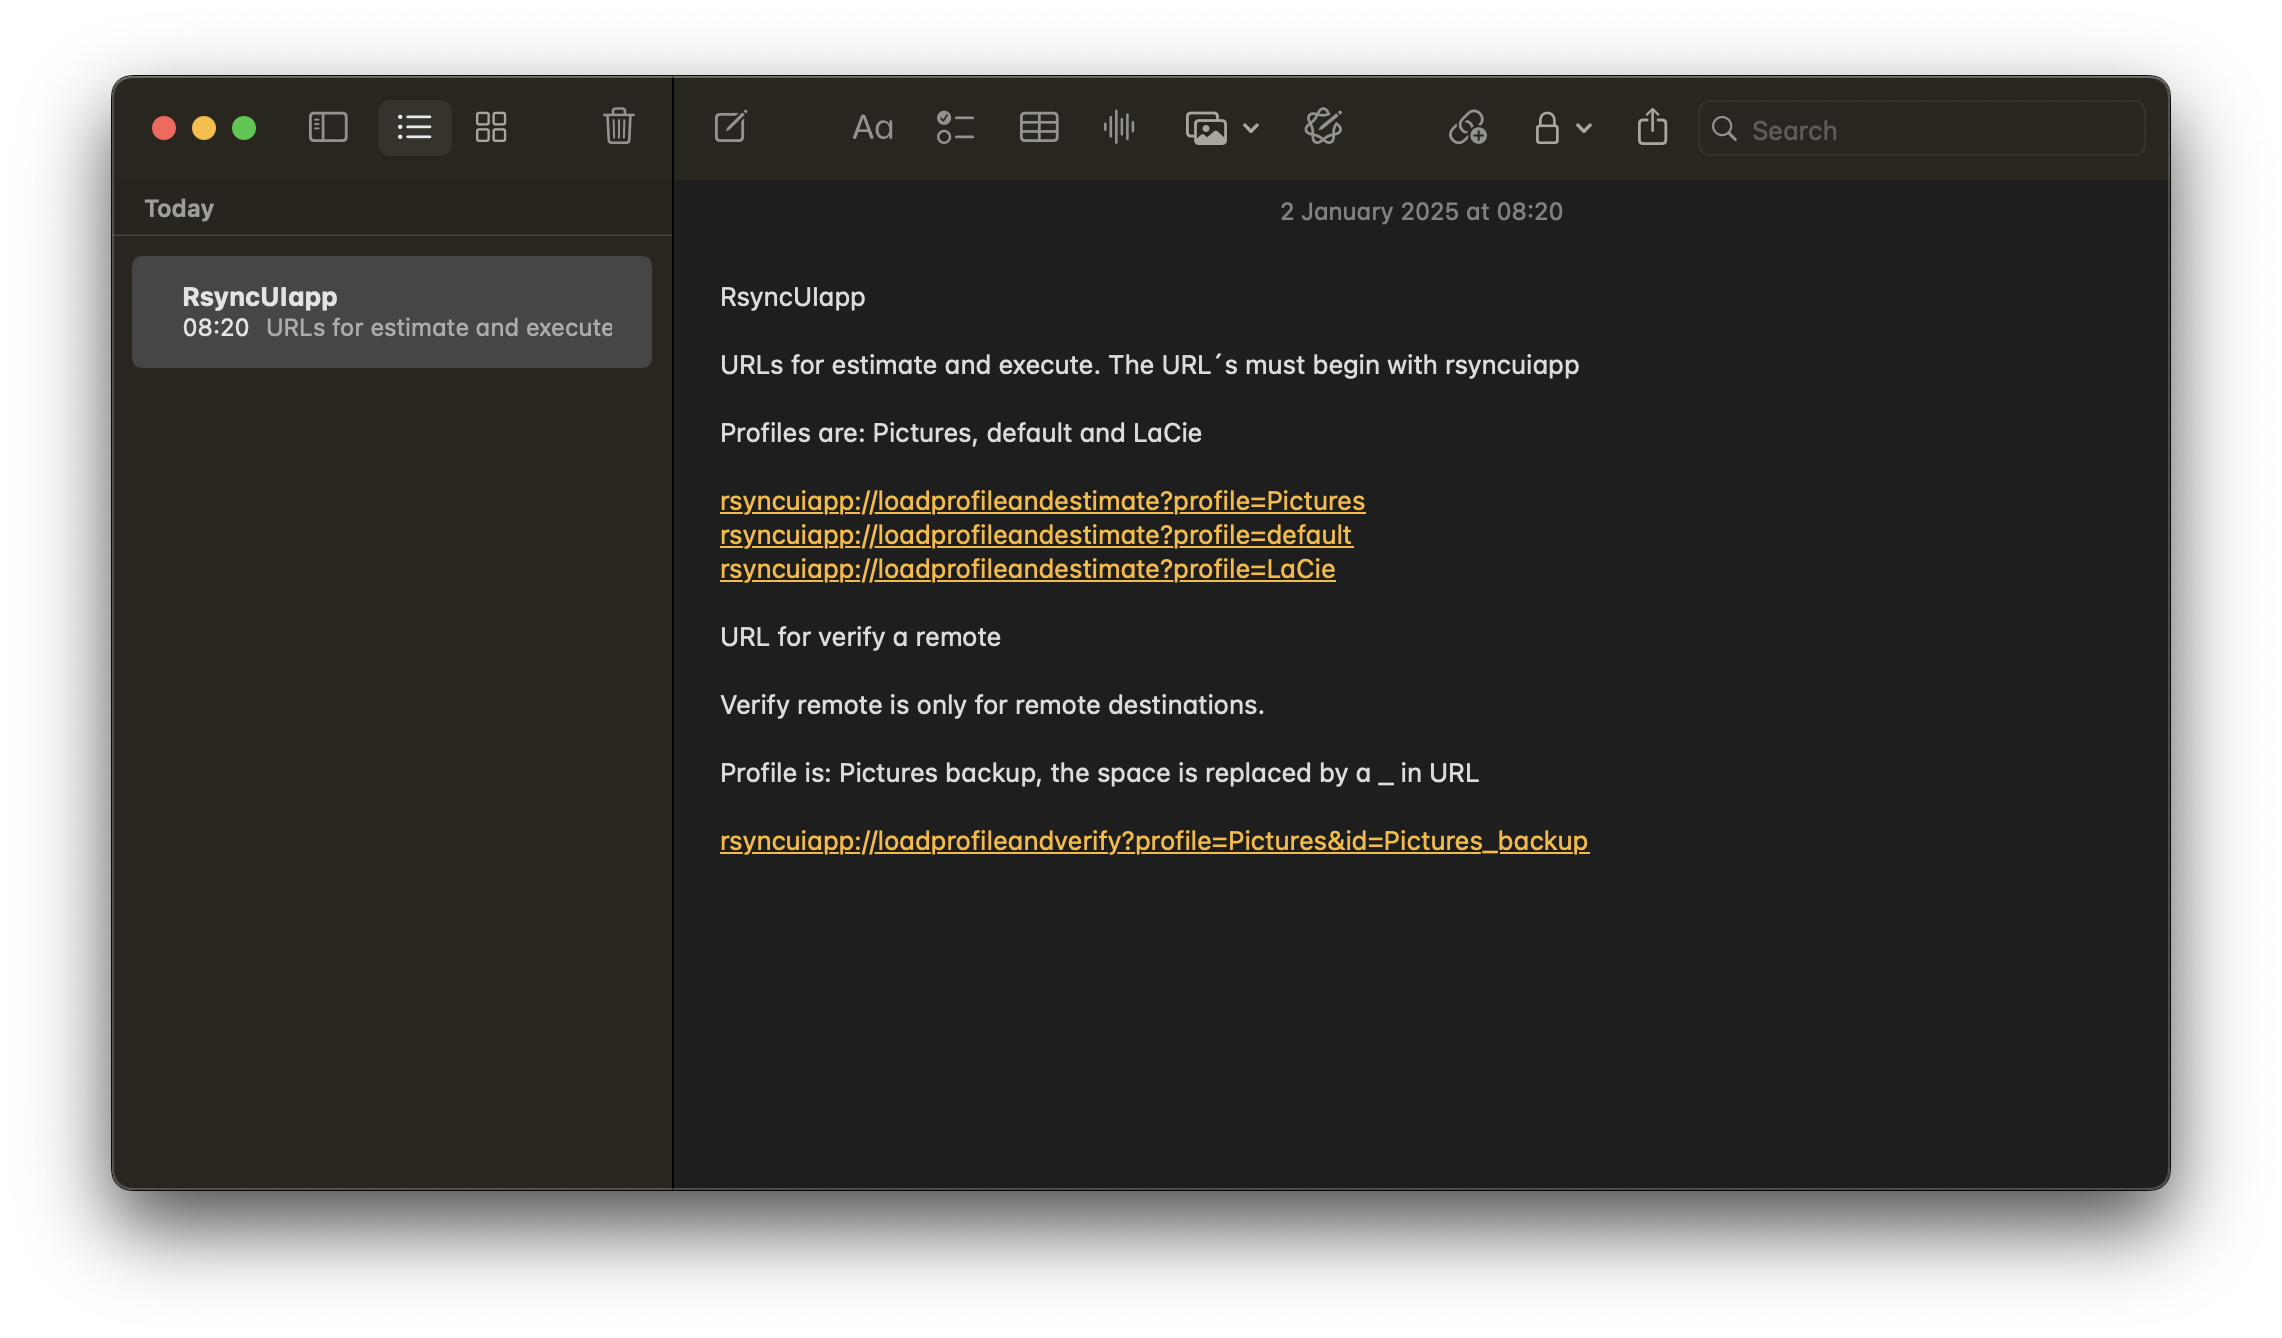 Aa
Search
Today
2 January 2025 at 08:20
RsyncUIapp
08:20 URLs for estimate and execute
RsyncUIapp
URLs for estimate and execute. The URL´s must begin with rsyncuiapp
Profiles are: Pictures, default and LaCie
rsyncuiapp://loadprofileandestimate?profile=Pictures
rsyncuiapp://loadprofileandestimate?profile=default
rsyncuiapp://loadprofileandestimate?profile=LaCie
URL for verify a remote
Verify remote is only for remote destinations.
Profile is: Pictures backup, the space is replaced by a _ in URL
rsyncuiapp://loadprofileandverify?profile=Pictures&id=Pictures_backup